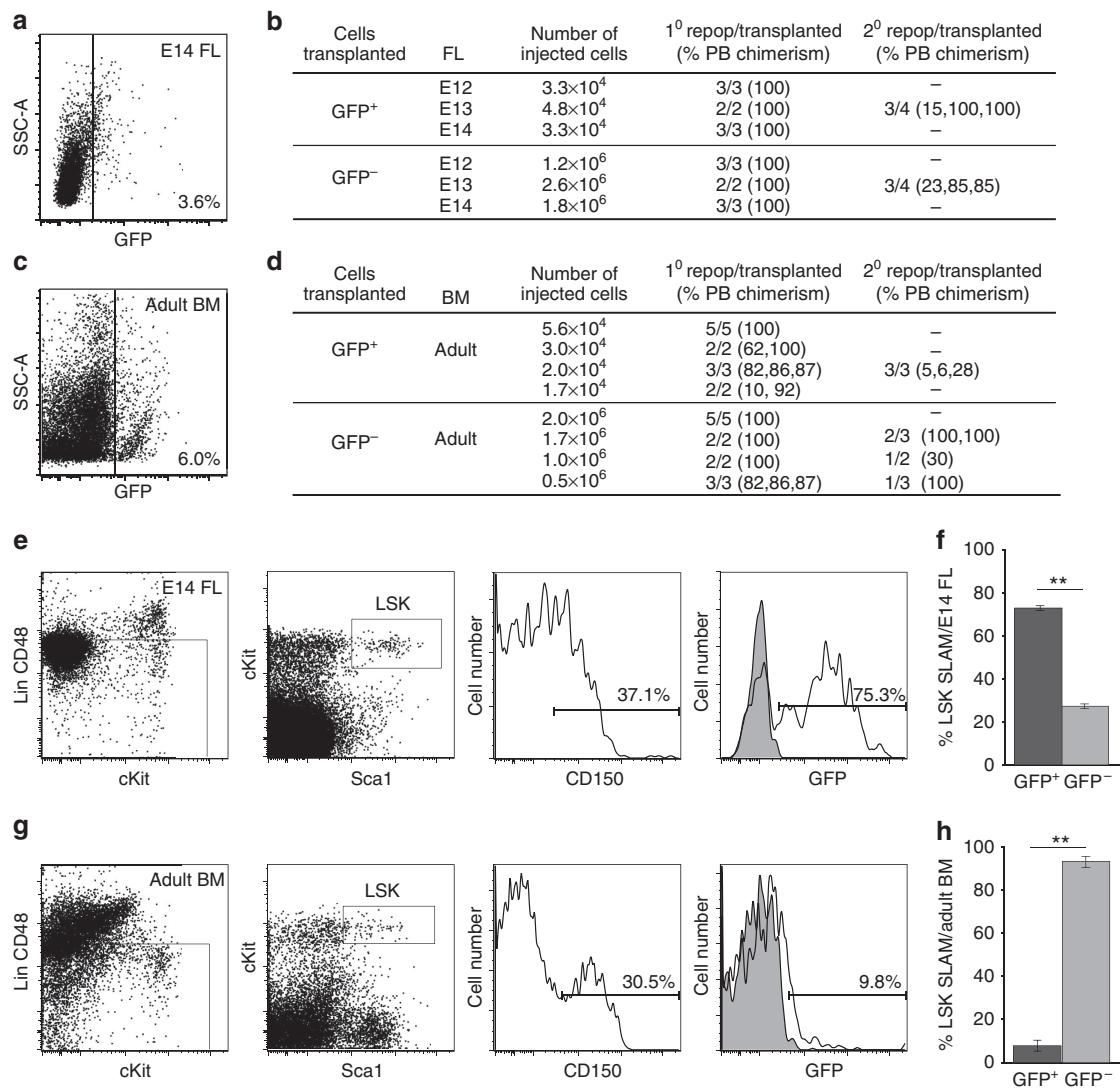 a
E14 FL
SSC-A
3.6%
GFP
b
Cells transplanted FL Number of injected cells 1⁰ repop/transplanted (% PB chimerism) 2⁰ repop/transplanted (% PB chimerism)
GFP⁺
E12 3.3×10⁴ 3/3 (100) –
E13 4.8×10⁴ 2/2 (100) 3/4 (15,100,100)
E14 3.3×10⁴ 3/3 (100) –
GFP⁻
E12 1.2×10⁶ 3/3 (100) –
E13 2.6×10⁶ 2/2 (100) 3/4 (23,85,85)
E14 1.8×10⁶ 3/3 (100) –
c
Adult BM
SSC-A
6.0%
GFP
d
Cells transplanted BM Number of injected cells 1⁰ repop/transplanted (% PB chimerism) 2⁰ repop/transplanted (% PB chimerism)
GFP⁺ Adult
5.6×10⁴ 5/5 (100) –
3.0×10⁴ 2/2 (62,100) –
2.0×10⁴ 3/3 (82,86,87) 3/3 (5,6,28)
1.7×10⁴ 2/2 (10, 92) –
GFP⁻ Adult
2.0×10⁶ 5/5 (100) –
1.7×10⁶ 2/2 (100) 2/3 (100,100)
1.0×10⁶ 2/2 (100) 1/2 (30)
0.5×10⁶ 3/3 (82,86,87) 1/3 (100)
e
E14 FL
Lin CD48
cKit
LSK
cKit
Sca1
Cell number
37.1%
CD150
Cell number
75.3%
GFP
f
% LSK SLAM/E14 FL
100
80
60
40
20
0
**
GFP⁺ GFP⁻
g
Adult BM
Lin CD48
cKit
LSK
cKit
Sca1
Cell number
30.5%
CD150
Cell number
9.8%
GFP
h
% LSK SLAM/adult BM
100
80
60
40
20
0
**
GFP⁺ GFP⁻